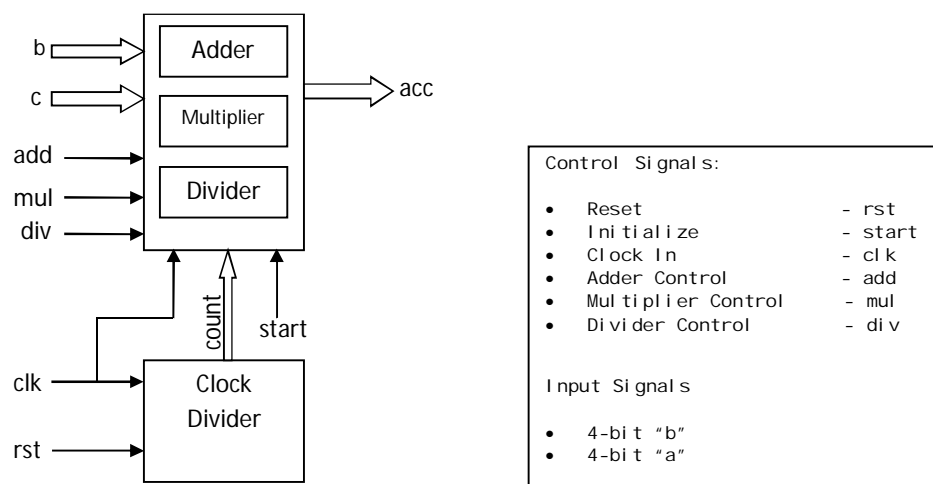 b
c
add
mul
div
Adder
Multiplier
Divider
acc
count
start
clk
rst
Clock
Divider
Control Signals:
• Reset - rst
• Initialize - start
• Clock In - clk
• Adder Control - add
• Multiplier Control - mul
• Divider Control - div
Input Signals
• 4-bit “b”
• 4-bit “a”